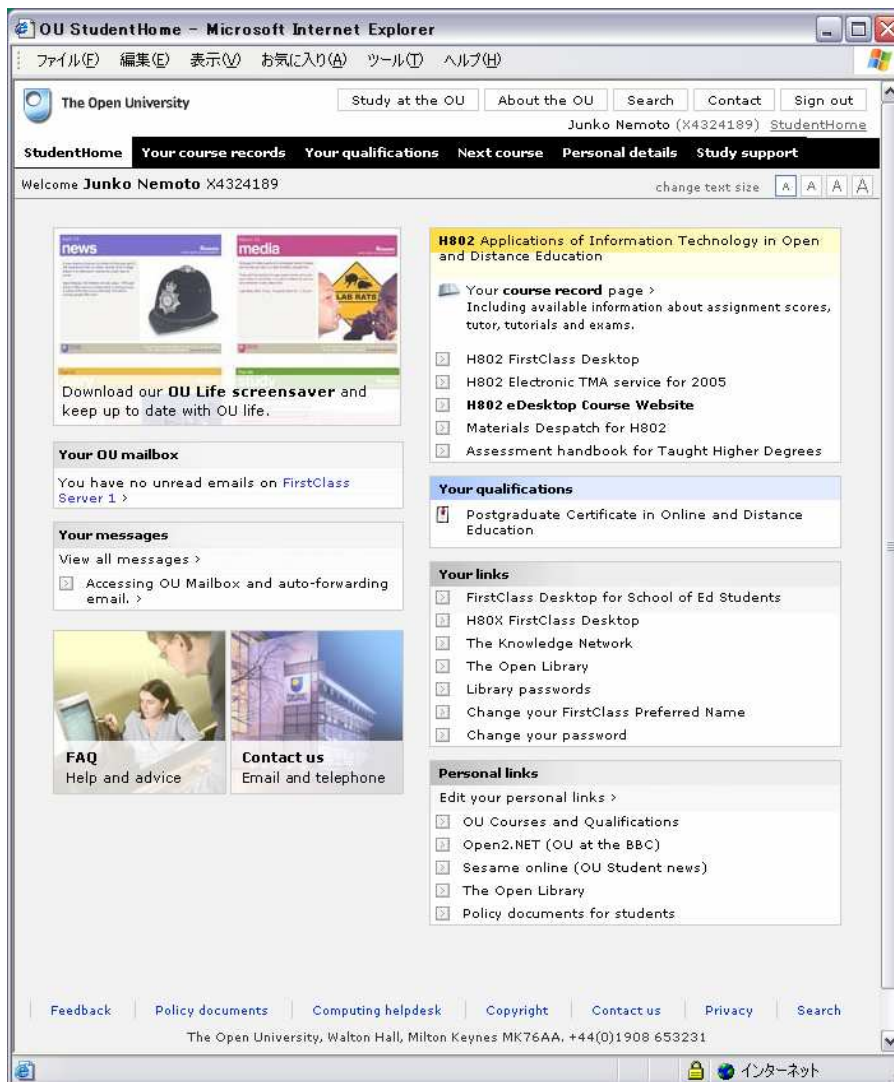 OU StudentHome - Microsoft Internet Explorer
ファイル(F) 編集(E) 表示(V) お気に入り(A) ツール(T) ヘルプ(H)
The Open University
Study at the OU About the OU Search Contact Sign out
Junko Nemoto (X4324189) StudentHome
StudentHome Your course records Your qualifications Next course Personal details Study support
Welcome Junko Nemoto X4324189
change text size A A A A
news
media
LAB RATS
study
Download our OU Life screensaver and
keep up to date with OU life.
Your OU mailbox
You have no unread emails on FirstClass
Server 1 >
Your messages
View all messages >
Accessing OU Mailbox and auto-forwarding
email. >
FAQ
Help and advice
Contact us
Email and telephone
H802 Applications of Information Technology in Open
and Distance Education
Your course record page >
Including available information about assignment scores,
tutor, tutorials and exams.
H802 FirstClass Desktop
H802 Electronic TMA service for 2005
H802 eDesktop Course Website
Materials Despatch for H802
Assessment handbook for Taught Higher Degrees
Your qualifications
Postgraduate Certificate in Online and Distance
Education
Your links
FirstClass Desktop for School of Ed Students
H80X FirstClass Desktop
The Knowledge Network
The Open Library
Library passwords
Change your FirstClass Preferred Name
Change your password
Personal links
Edit your personal links >
OU Courses and Qualifications
Open2.NET (OU at the BBC)
Sesame online (OU Student news)
The Open Library
Policy documents for students
Feedback Policy documents Computing helpdesk Copyright Contact us Privacy Search
The Open University, Walton Hall, Milton Keynes MK76AA. +44(0)1908 653231
インターネット